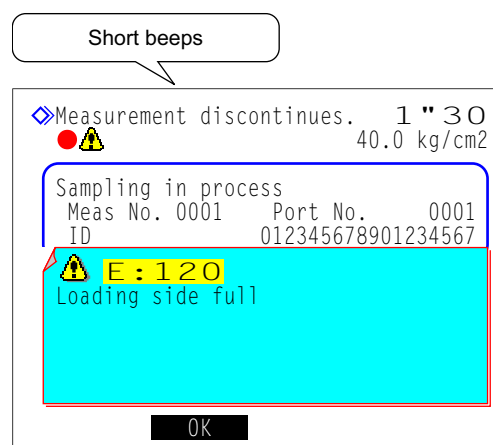 Short beeps
Measurement discontinues. 1"30
40.0 kg/cm2
Sampling in process
Meas No. 0001 Port No. 0001
ID 012345678901234567
E:120
Loading side full
OK